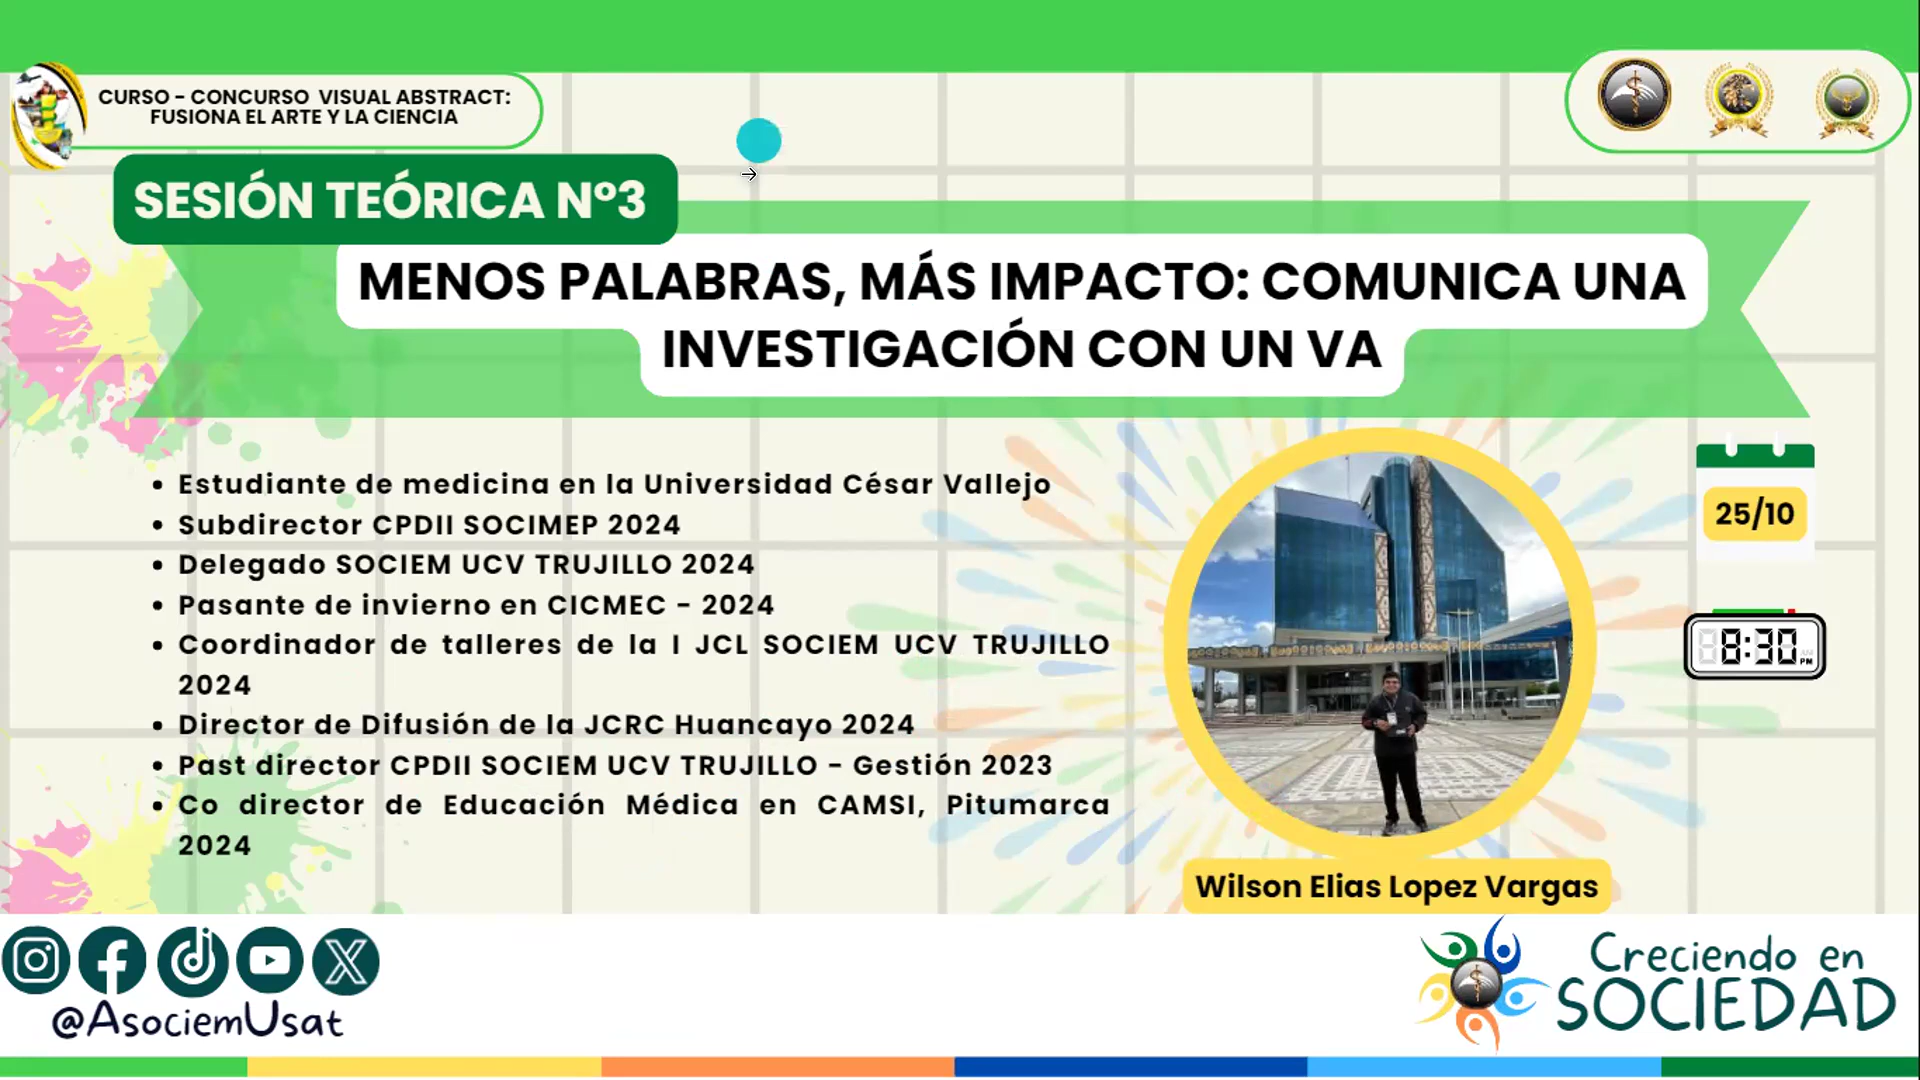 CURSO - CONCURSO VISUAL ABSTRACT:
FUSIONA EL ARTE Y LA CIENCIA
SESIÓN TEÓRICA N°3
MENOS PALABRAS, MÁS IMPACTO: COMUNICA UNA
INVESTIGACIÓN CON UN VA
• Estudiante de medicina en la Universidad César Vallejo
• Subdirector CPDII SOCIMEP 2024
• Delegado SOCIEM UCV TRUJILLO 2024
• Pasante de invierno en CICMEC - 2024
• Coordinador de talleres de la I JCL SOCIEM UCV TRUJILLO
2024
• Director de Difusión de la JCRC Huancayo 2024
• Past director CPDII SOCIEM UCV TRUJILLO - Gestión 2023
• Co director de Educación Médica en CAMSI, Pitumarca
2024
25/10
8:30 PM
Wilson Elias Lopez Vargas
@AsociemUsat
Creciendo en
SOCIEDAD